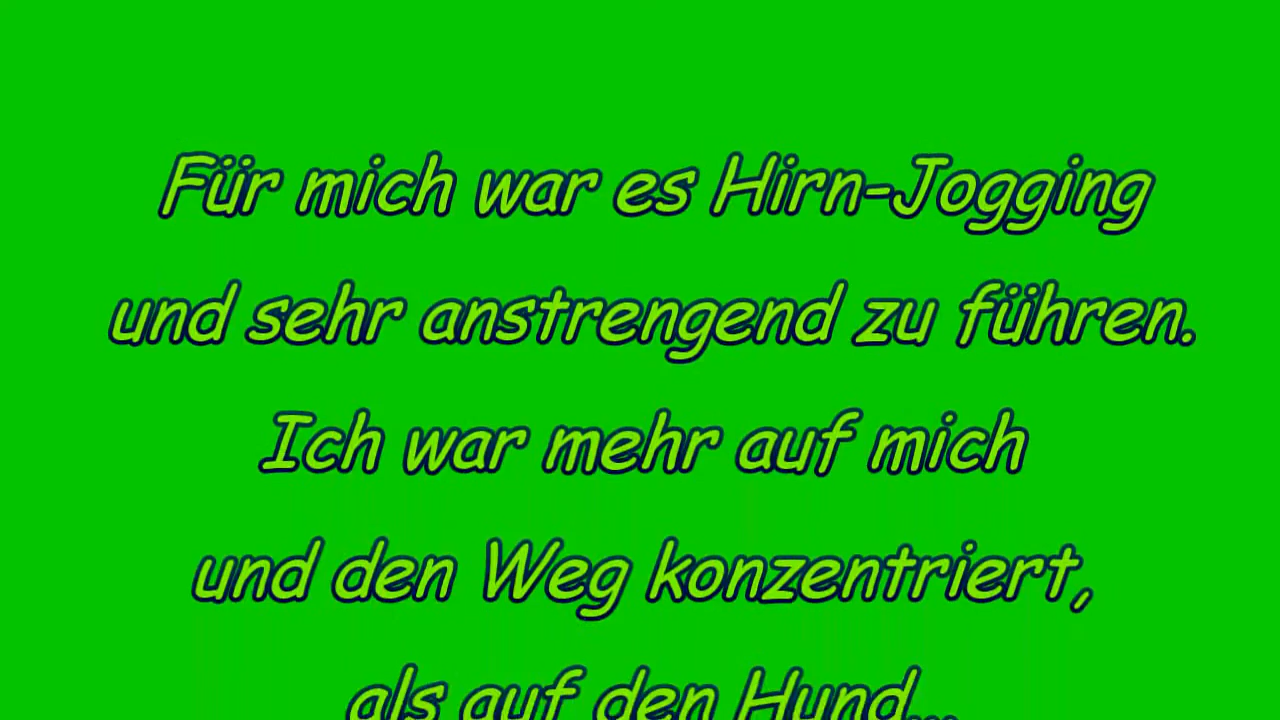 Für mich war es Hirn-Jogging
und sehr anstrengend zu führen.
Ich war mehr auf mich
und den Weg konzentriert,
als auf den Hund...